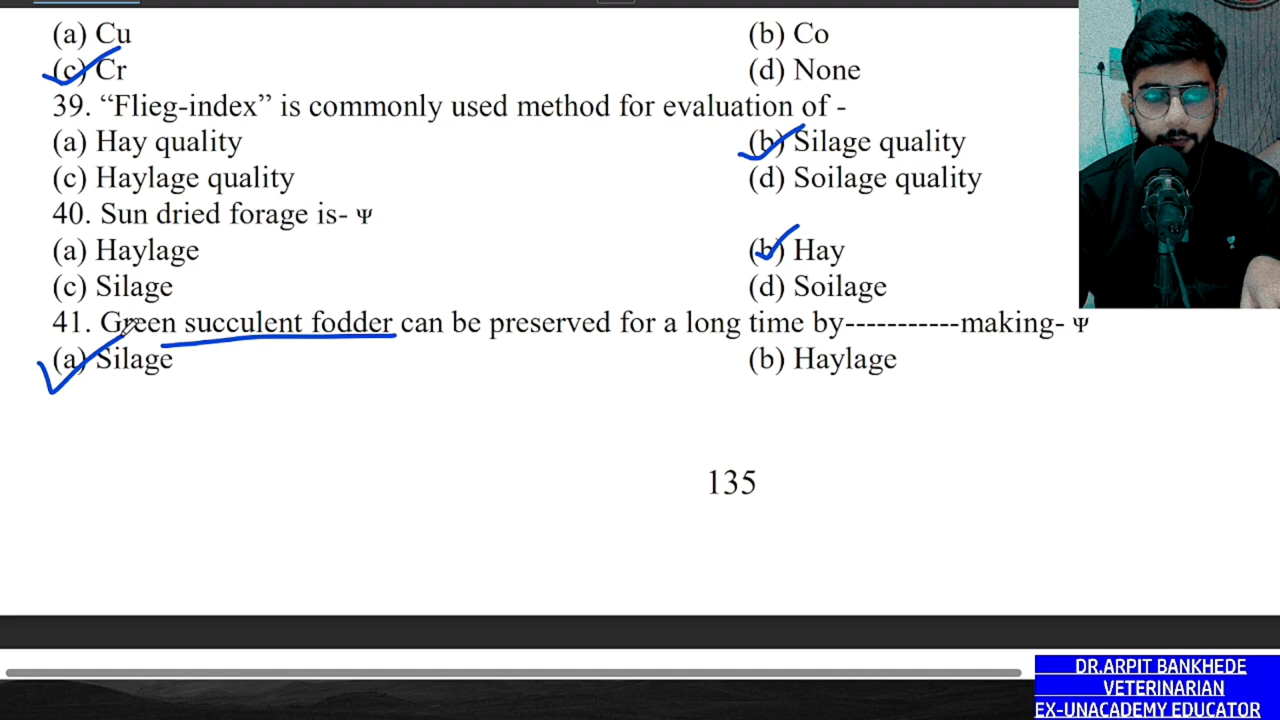 (a) Cu (b) Co
(c) Cr (d) None
39. “Flieg-index” is commonly used method for evaluation of -
(a) Hay quality (b) Silage quality
(c) Haylage quality (d) Soilage quality
40. Sun dried forage is- Ψ
(a) Haylage (b) Hay
(c) Silage (d) Soilage
41. Green succulent fodder can be preserved for a long time by-----------making- Ψ
(a) Silage (b) Haylage
135
DR.ARPIT BANKHEDE
VETERINARIAN
EX-UNACADEMY EDUCATOR